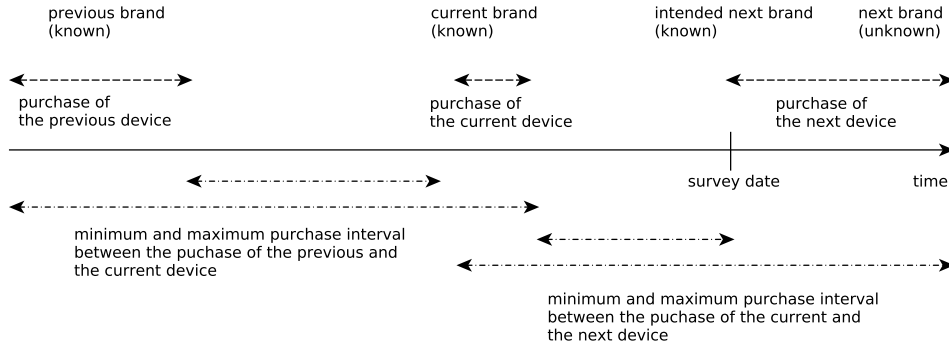 previous brand
(known)
current brand
(known)
intended next brand
(known)
next brand
(unknown)
purchase of
the previous device
purchase of
the current device
purchase of
the next device
survey date
time
minimum and maximum purchase interval
between the puchase of the previous and
the current device
minimum and maximum purchase interval
between the puchase of the current and
the next device